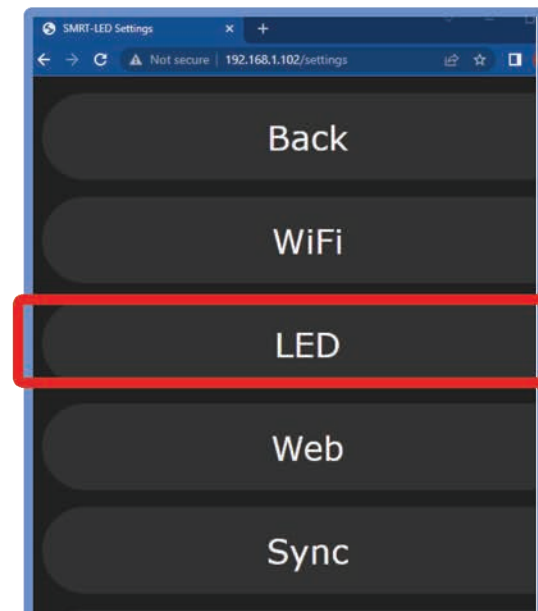 SMRT-LED Settings
Not secure | 192.168.1.102/settings
Back
WiFi
LED
Web
Sync